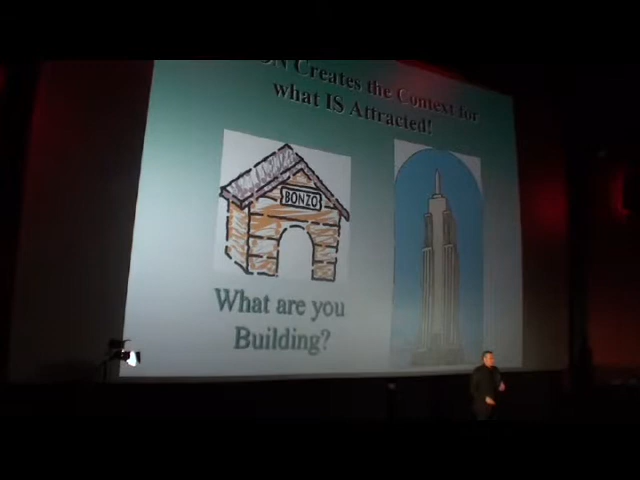 Creates the Context for
what IS Attracted!
BONZO
What are you
Building?